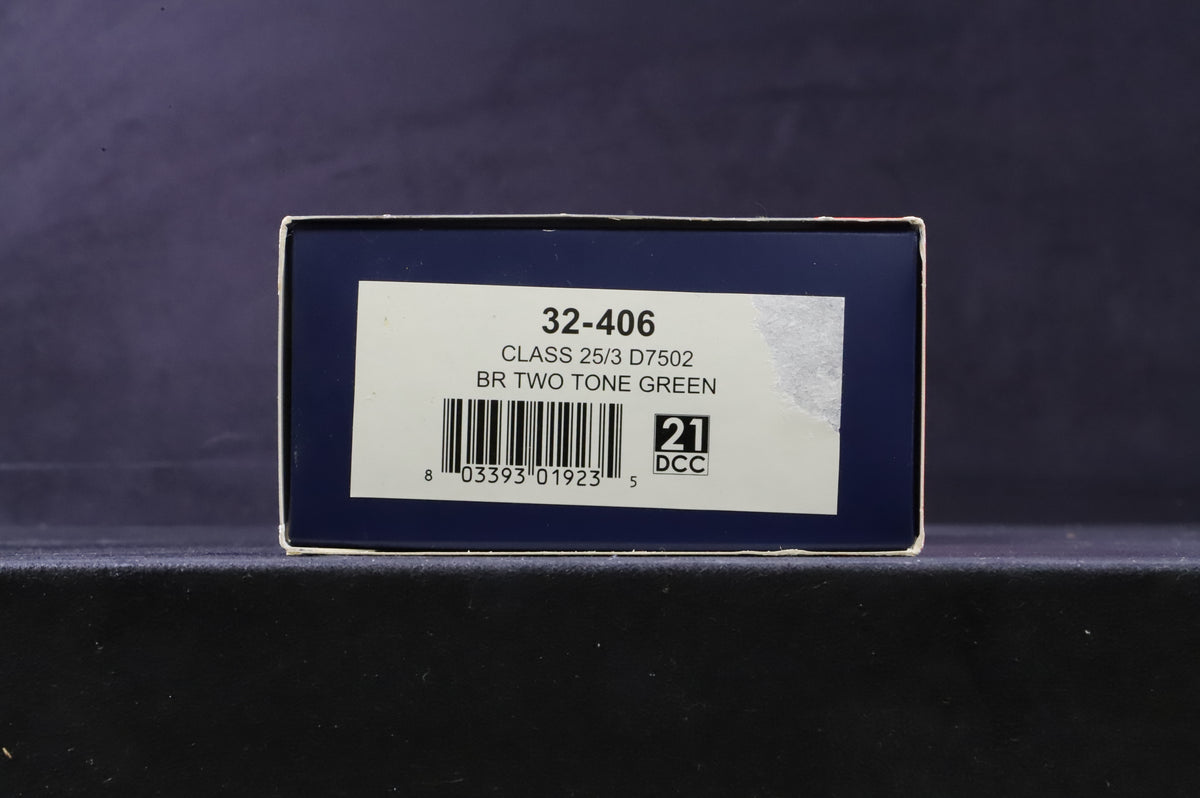 32-406
CLASS 25/3 D7502
BR TWO TONE GREEN
8 03393 01923 5
21
DCC